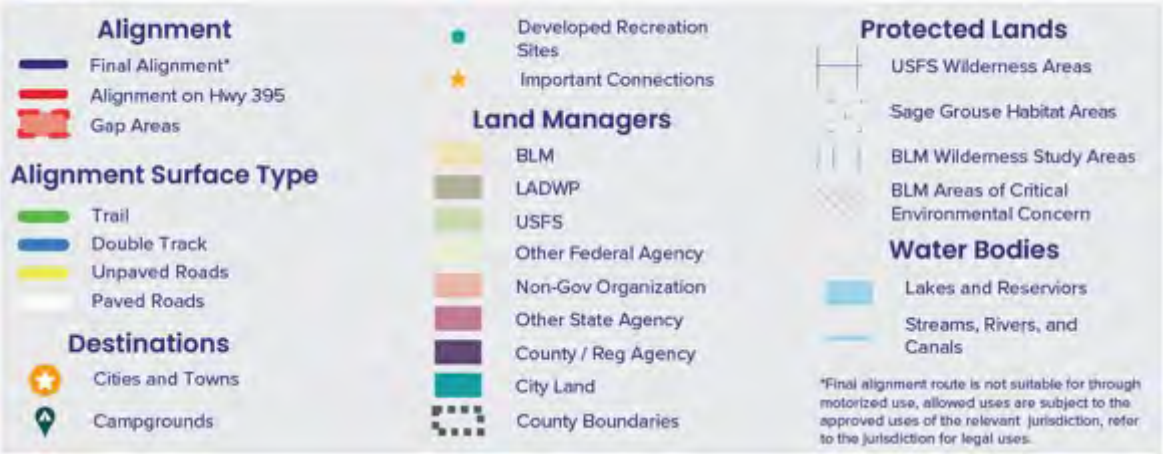 Alignment
Final Alignment*
Alignment on Hwy 395
Gap Areas
Alignment Surface Type
Trail
Double Track
Unpaved Roads
Paved Roads
Destinations
Cities and Towns
Campgrounds
Developed Recreation
Sites
Important Connections
Land Managers
BLM
LADWP
USFS
Other Federal Agency
Non-Gov Organization
Other State Agency
County / Reg Agency
City Land
County Boundaries
Protected Lands
USFS Wilderness Areas
Sage Grouse Habitat Areas
BLM Wilderness Study Areas
BLM Areas of Critical
Environmental Concern
Water Bodies
Lakes and Reserviors
Streams, Rivers, and
Canals
*Final alignment route is not suitable for through
motorized use, allowed uses are subject to the
approved uses of the relevant jurisdiction, refer
to the jurisdiction for legal uses.